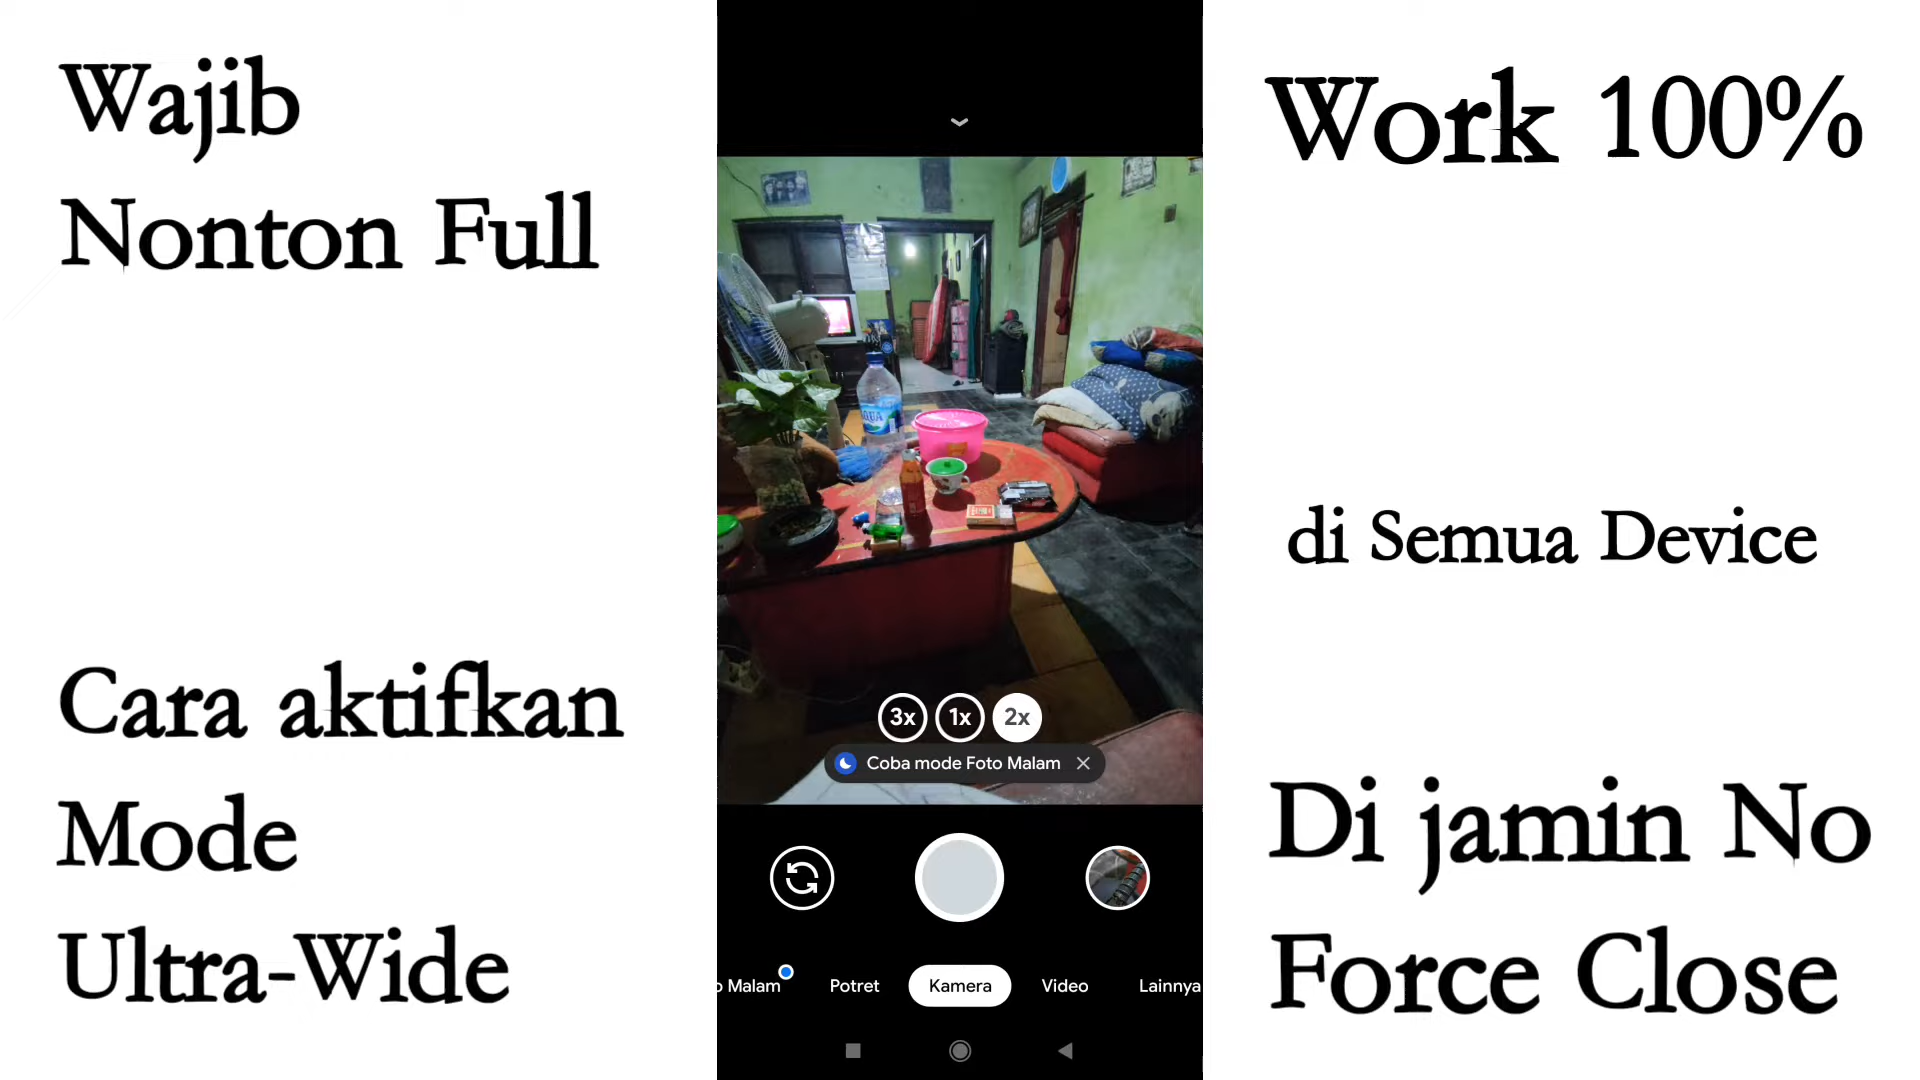 Wajib
Nonton Full
Cara aktifkan
Mode
Ultra-Wide
3x
1x
2x
Coba mode Foto Malam
o Malam
Potret
Kamera
Video
Lainnya
Work 100%
di Semua Device
Di jamin No
Force Close